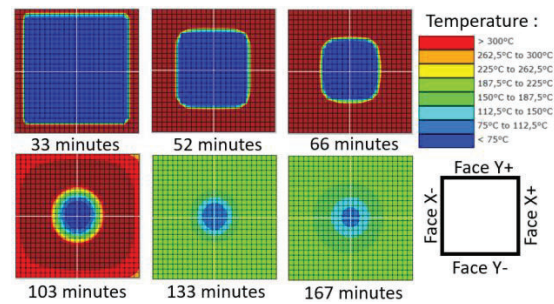 Temperature :
> 300°C
262,5°C to 300°C
225°C to 262,5°C
187,5°C to 225°C
150°C to 187,5°C
112,5°C to 150°C
75°C to 112,5°C
< 75°C
33 minutes
52 minutes
66 minutes
Face Y+
Face X-
Face X+
Face Y-
103 minutes
133 minutes
167 minutes